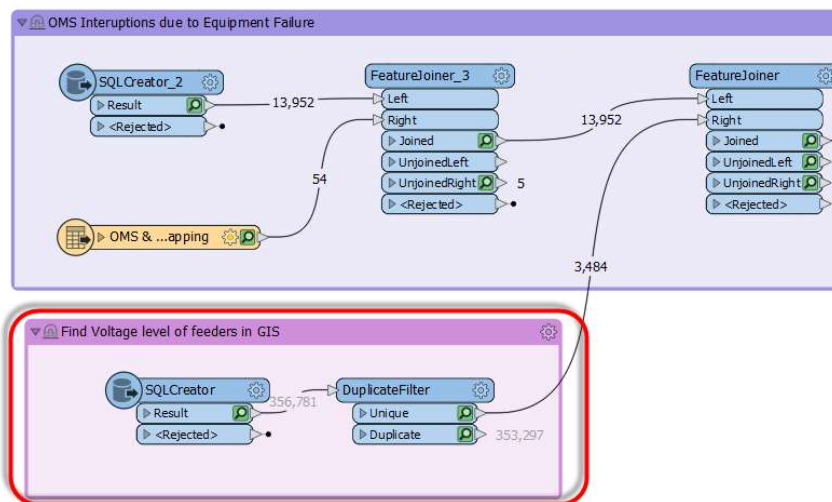 OMS Interuptions due to Equipment Failure
SQLCreator_2
Result
<Rejected>
13,952
FeatureJoiner_3
Left
Right
Joined
UnjoinedLeft
UnjoinedRight
5
<Rejected>
13,952
FeatureJoiner
Left
Right
Joined
UnjoinedLeft
UnjoinedRight
<Rejected>
54
OMS & ...apping
3,484
Find Voltage level of feeders in GIS
SQLCreator
Result
<Rejected>
356,781
DuplicateFilter
Unique
Duplicate
353,297